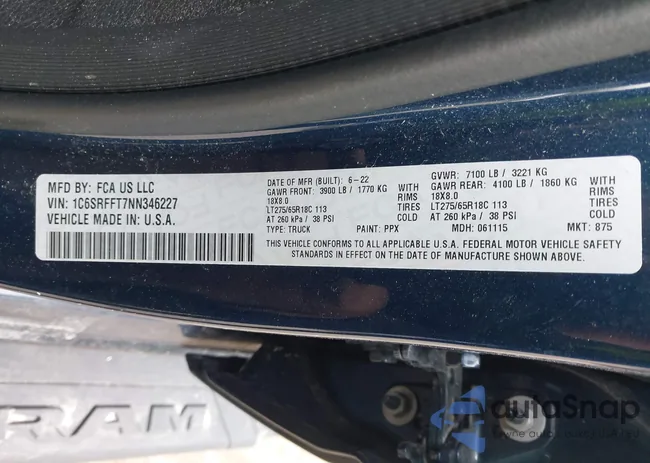 MFD BY: FCA US LLC
VIN: 1C6SRFFT7NN346227
VEHICLE MADE IN: U.S.A.
DATE OF MFR (BUILT): 6-22
GAWR FRONT: 3900 LB / 1770 KG WITH
18X8.0 RIMS
LT275/65R18C 113 TIRES
AT 260 kPa / 38 PSI
TYPE: TRUCK PAINT: PPX
GVWR: 7100 LB / 3221 KG
GAWR REAR: 4100 LB / 1860 KG WITH
18X8.0 RIMS
LT275/65R18C 113 TIRES
AT 260 kPa / 38 PSI
MDH: 061115 MKT: 875
THIS VEHICLE CONFORMS TO ALL APPLICABLE U.S.A. FEDERAL MOTOR VEHICLE SAFETY
STANDARDS IN EFFECT ON THE DATE OF MANUFACTURE SHOWN ABOVE.
RAM
autaSnap